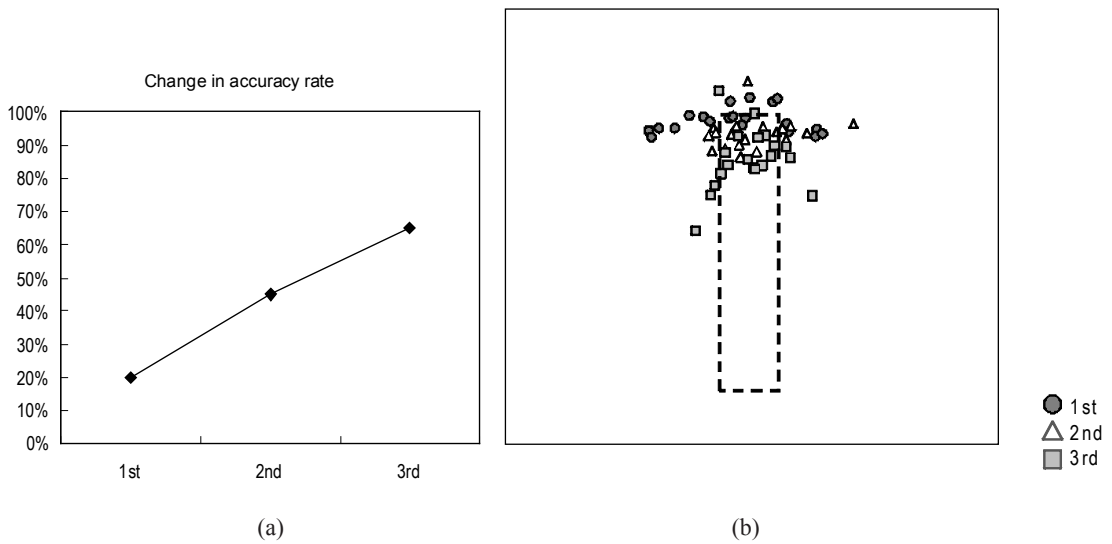 Change in accuracy rate
100%
90%
80%
70%
60%
50%
40%
30%
20%
10%
0%
1st 2nd 3rd
1st
2nd
3rd
(a) (b)